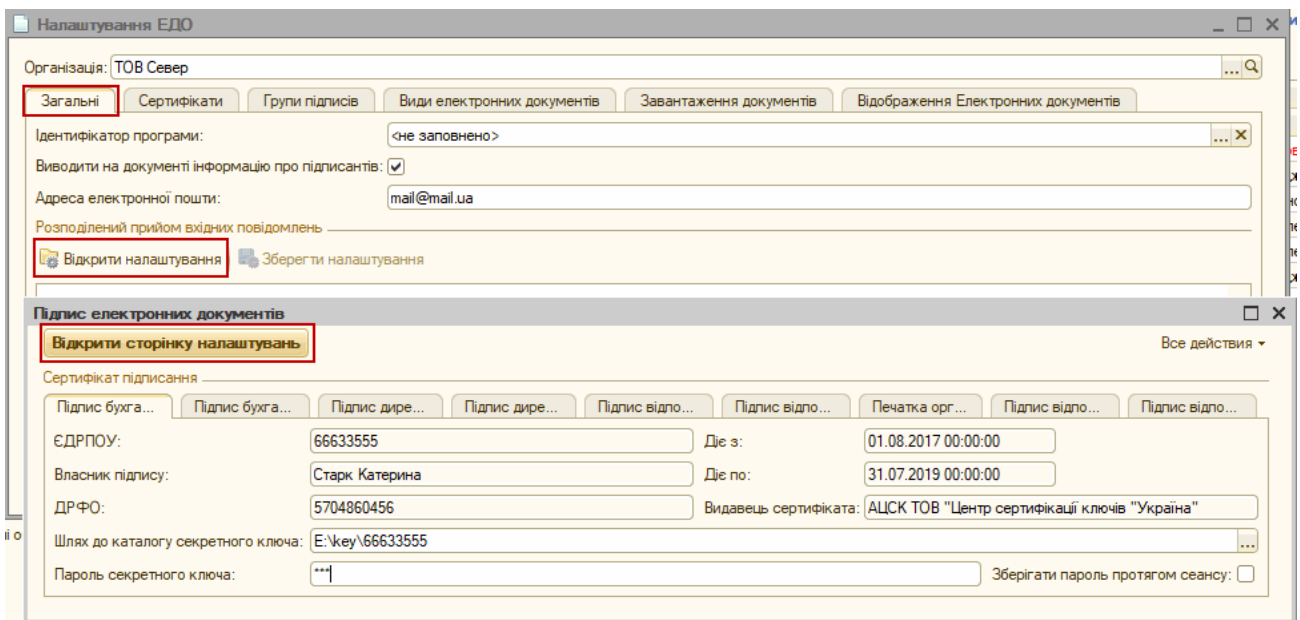 Налаштування ЕДО
Організація: ТОВ Север ...
Загальні Сертифікати Групи підписів Види електронних документів Завантаження документів Відображення Електронних документів
Ідентифікатор програми: <не заповнено> ...
Виводити на документі інформацію про підписантів:
Адреса електронної пошти: mail@mail.ua
Розподілений прийом вхідних повідомлень
Відкрити налаштування Зберегти налаштування
Підпис електронних документів
Відкрити сторінку налаштувань Все действия
Сертифікат підписання
Підпис бухга... Підпис бухга... Підпис дире... Підпис дире... Підпис відпо... Підпис відпо... Печатка орг... Підпис відпо... Підпис відпо...
ЄДРПОУ: 66633555 Діє з: 01.08.2017 00:00:00
Власник підпису: Старк Катерина Діє по: 31.07.2019 00:00:00
ДРФО: 5704860456 Видавець сертифіката: АЦСК ТОВ "Центр сертифікації ключів "Україна"
Шлях до каталогу секретного ключа: E:\key\66633555 ...
Пароль секретного ключа: *** Зберігати пароль протягом сеансу: